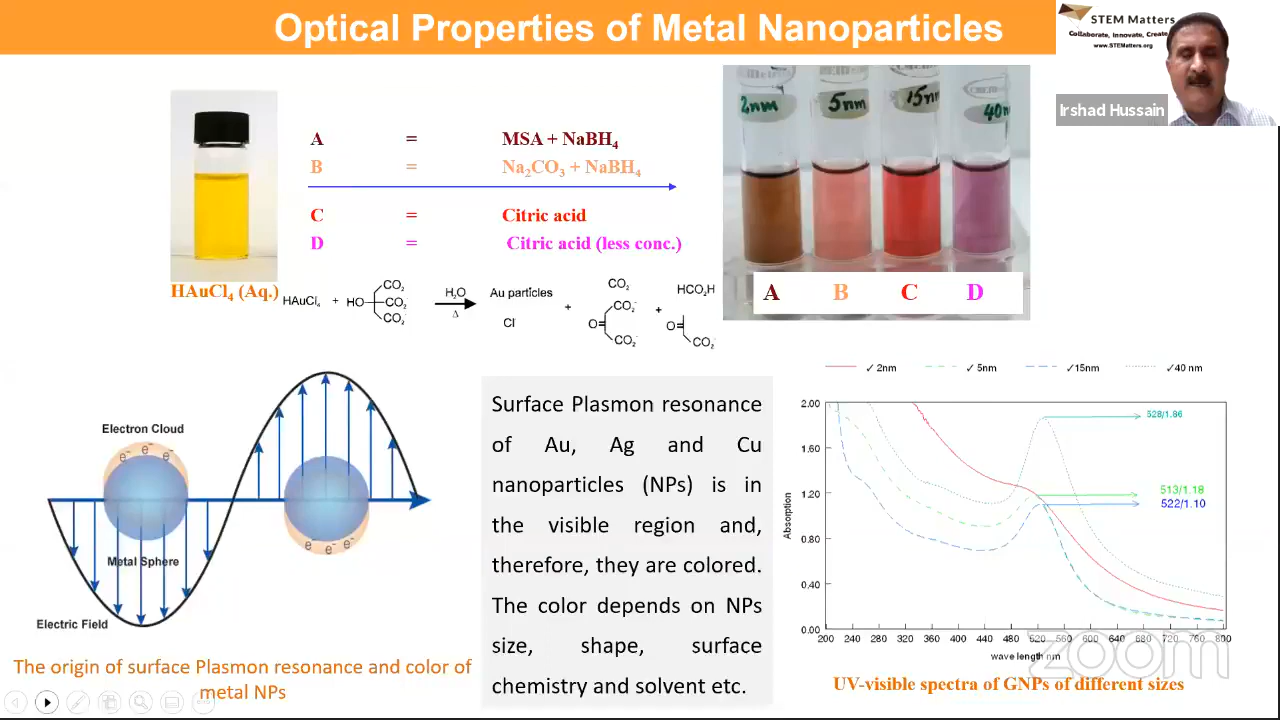 Optical Properties of Metal Nanoparticles
STEM Matters
Collaborate, Innovate, Create
www.STEMatters.org
Irshad Hussain
A = MSA + NaBH4
B = Na2CO3 + NaBH4
C = Citric acid
D = Citric acid (less conc.)
HAuCl4 (Aq.)
2nm 5nm 15nm 40n
A B C D
HAuCl4 + HO CO2 CO2- CO2- H2O Δ Au particles Cl + CO2 O CO2- CO2- + HCO2H O CO2-
Electron Cloud
e- e- e-
Metal Sphere
e- e- e-
Electric Field
The origin of surface Plasmon resonance and color of
metal NPs
Surface Plasmon resonance
of Au, Ag and Cu
nanoparticles (NPs) is in
the visible region and,
therefore, they are colored.
The color depends on NPs
size, shape, surface
chemistry and solvent etc.
✓ 2nm ✓ 5nm ✓ 15nm ✓ 40 nm
2.00
1.60
1.20
0.80
0.40
0.00
Absorption
528/1.86
513/1.18
522/1.10
200 240 280 320 360 400 440 480 520 560 600 640 680 720 760 800
wave length nm
zoom
UV-visible spectra of GNPs of different sizes